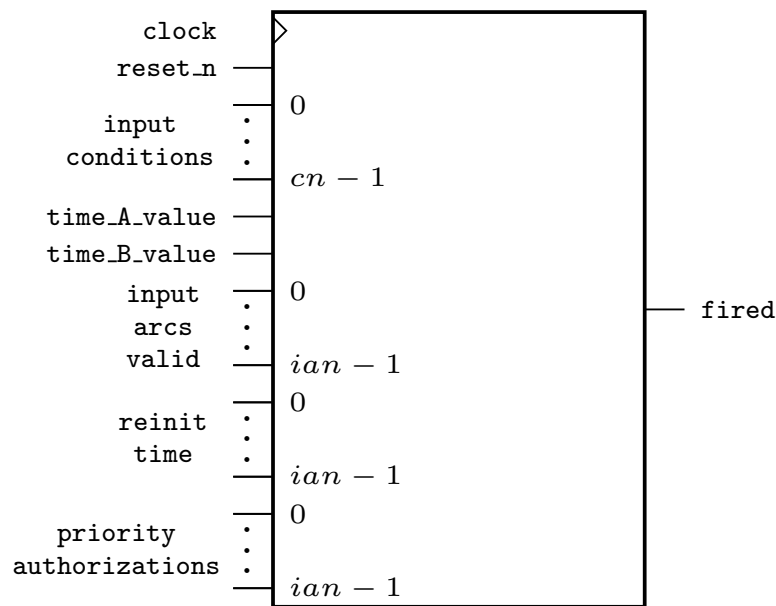 clock
reset_n
0
input
conditions
cn − 1
time_A_value
time_B_value
0
input
arcs
valid
ian − 1
fired
0
reinit
time
ian − 1
0
priority
authorizations
ian − 1